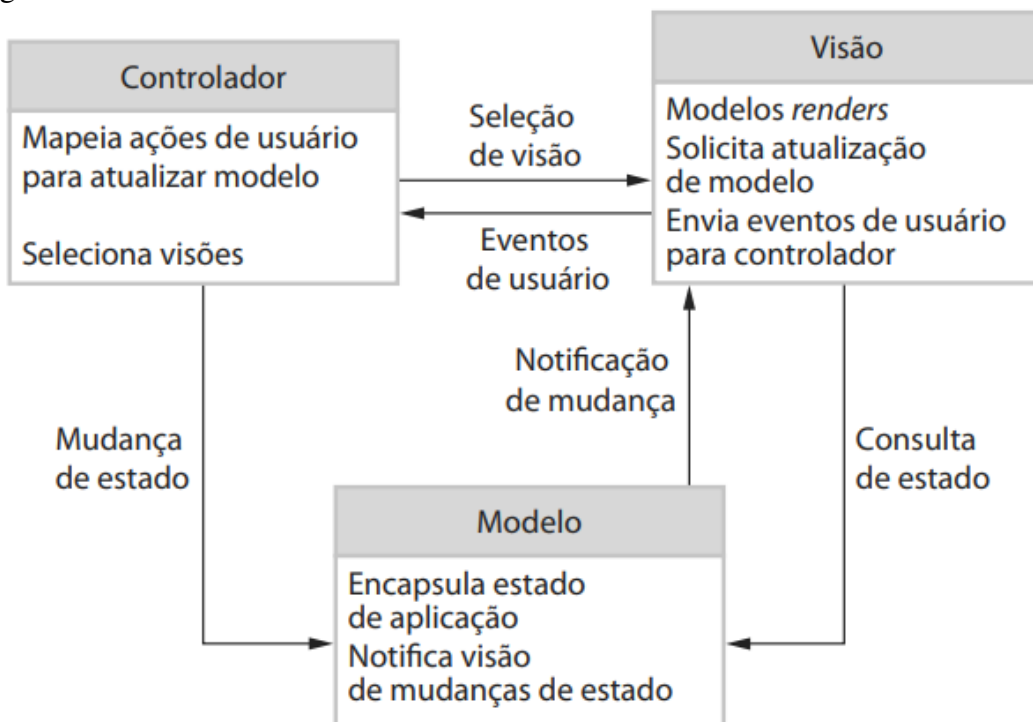 g
Controlador
Mapeia ações de usuário
para atualizar modelo
Seleciona visões
Seleção
de visão
Eventos
de usuário
Visão
Modelos renders
Solicita atualização
de modelo
Envia eventos de usuário
para controlador
Notificação
de mudança
Mudança
de estado
Consulta
de estado
Modelo
Encapsula estado
de aplicação
Notifica visão
de mudanças de estado